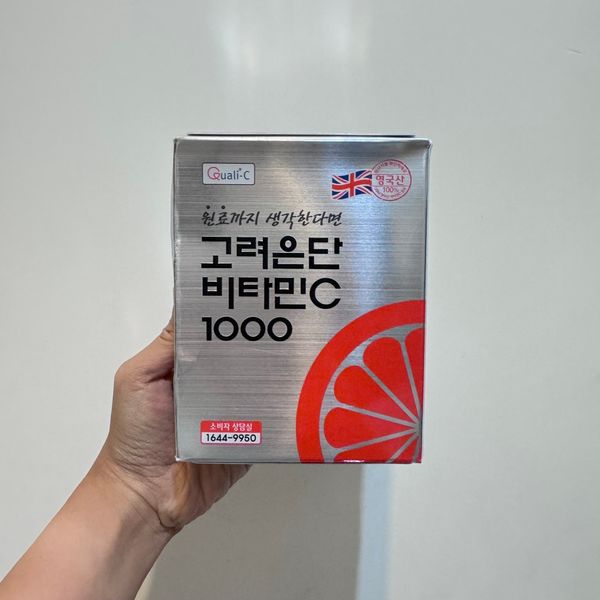 Quali-C
영국산
100%
원료까지 생각한다면
고려은단
비타민C
1000
소비자 상담실
1644-9950